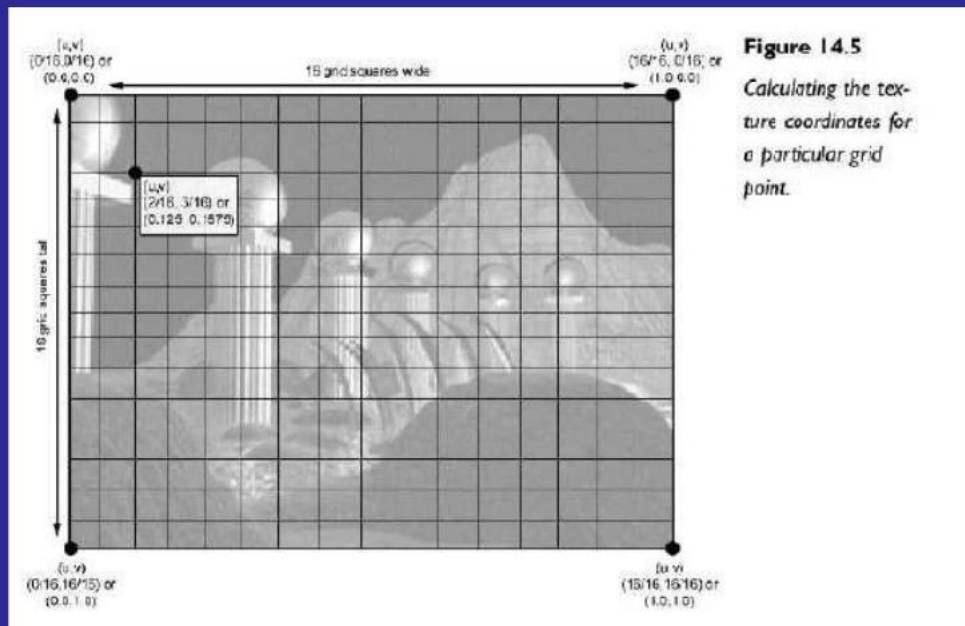 (u,v)
(0/16,0/16) or
(0.0,0.0)
16 grid squares wide
(u,v)
(16/16, 0/16) or
(1.0 0.0)
Figure 14.5
Calculating the tex-
ture coordinates for
a particular grid
point.
(u,v)
(2/16, 3/16) or
(0.125 0.1875)
16 grid squares tall
(u,v)
(0/16,16/16) or
(0.0,1.0)
(u,v)
(16/16,16/16) or
(1.0,1.0)